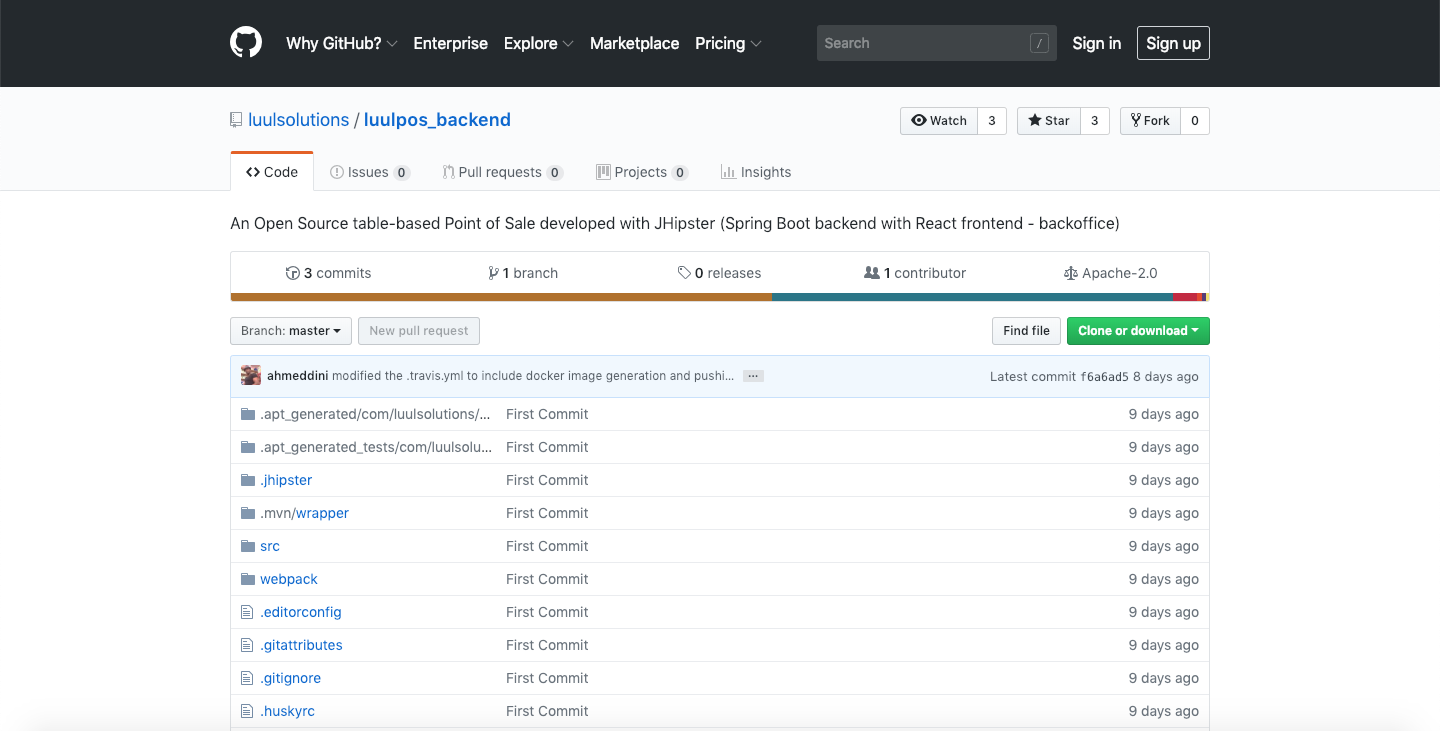 Why GitHub? Enterprise Explore Marketplace Pricing Search / Sign in Sign up
luulsolutions / luulpos_backend Watch 3 Star 3 Fork 0
Code Issues 0 Pull requests 0 Projects 0 Insights
An Open Source table-based Point of Sale developed with JHipster (Spring Boot backend with React frontend - backoffice)
3 commits 1 branch 0 releases 1 contributor Apache-2.0
Branch: master New pull request Find file Clone or download
ahmeddini modified the .travis.yml to include docker image generation and pushi… … Latest commit f6a6ad5 8 days ago
.apt_generated/com/luulsolutions/… First Commit 9 days ago
.apt_generated_tests/com/luulsolu… First Commit 9 days ago
.jhipster First Commit 9 days ago
.mvn/wrapper First Commit 9 days ago
src First Commit 9 days ago
webpack First Commit 9 days ago
.editorconfig First Commit 9 days ago
.gitattributes First Commit 9 days ago
.gitignore First Commit 9 days ago
.huskyrc First Commit 9 days ago